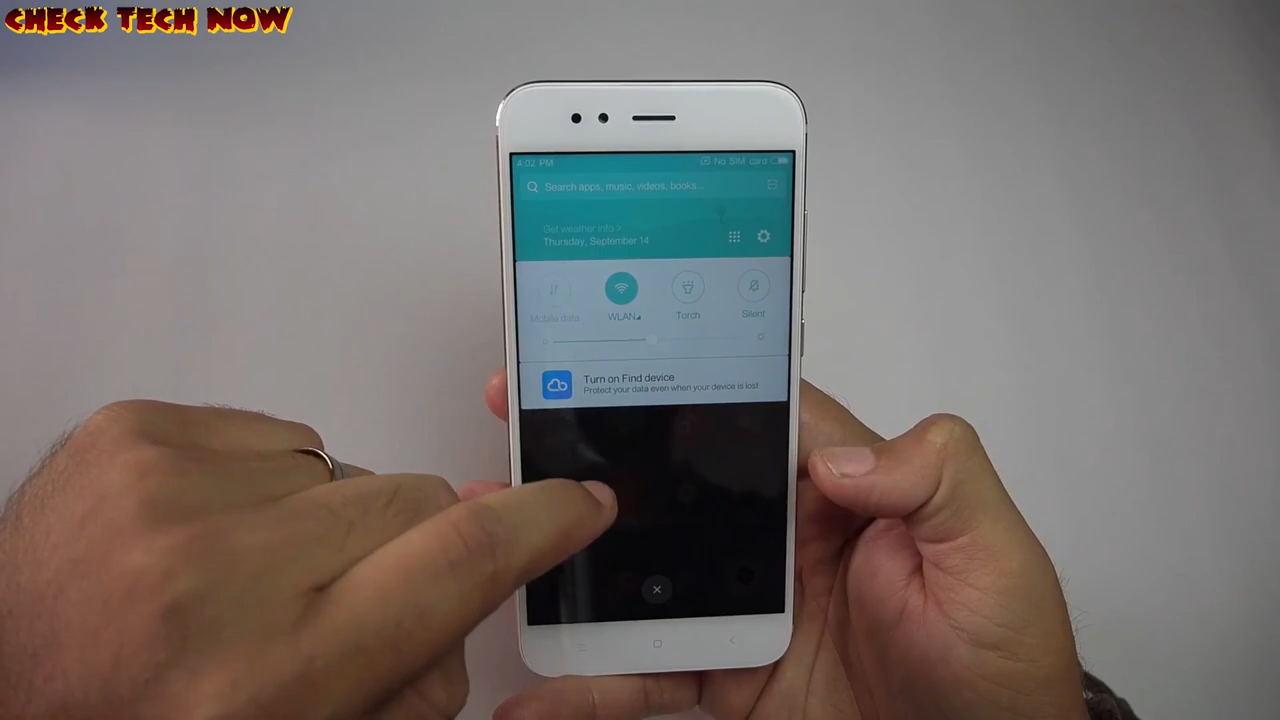 CHECK TECH NOW
4:02 PM
No SIM card
Search apps, music, videos, books...
Get weather info >
Thursday, September 14
Mobile data
WLAN
Torch
Silent
Turn on Find device
Protect your data even when your device is lost